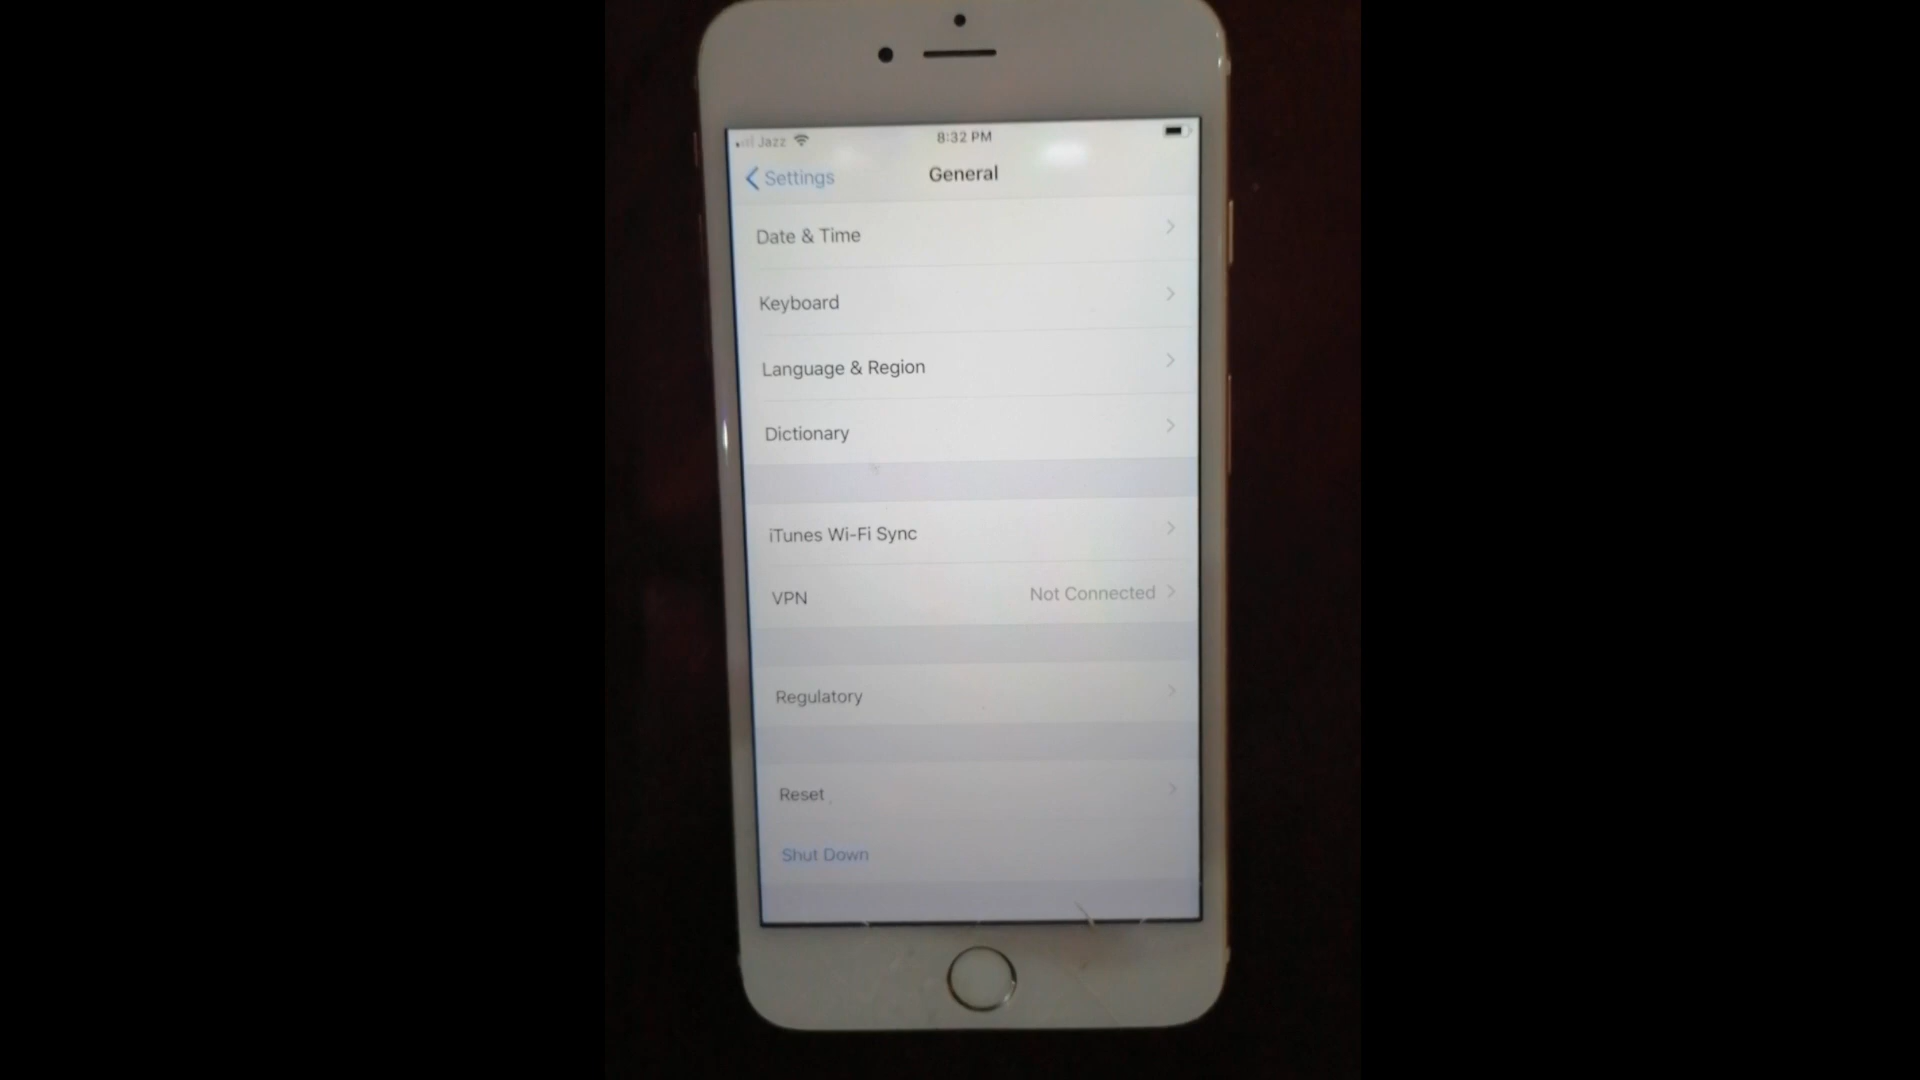 Jazz 8:32 PM
Settings General
Date & Time
Keyboard
Language & Region
Dictionary
iTunes Wi-Fi Sync
VPN Not Connected
Regulatory
Reset
Shut Down